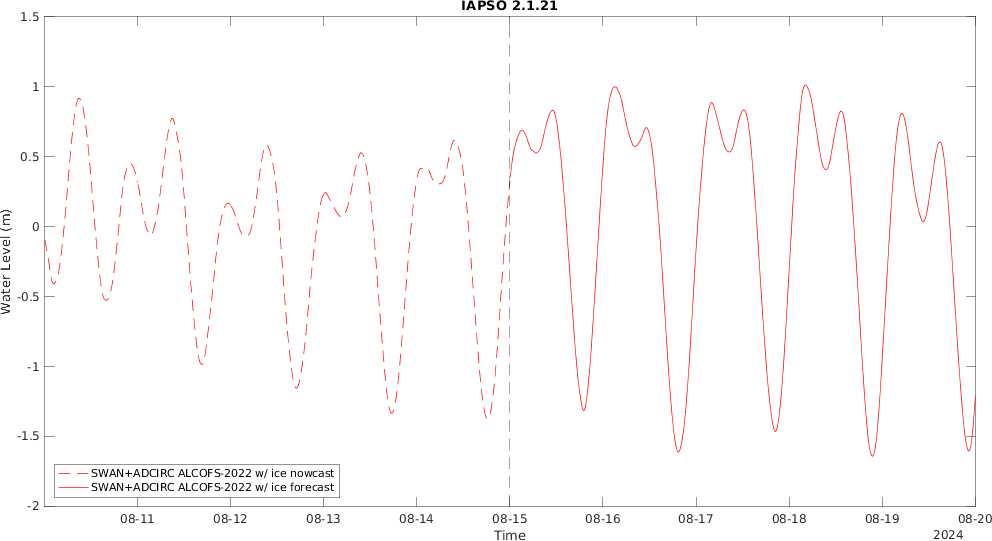 IAPSO 2.1.21
1.5
1
0.5
0
-0.5
-1
-1.5
-2
Water Level (m)
SWAN+ADCIRC ALCOFS-2022 w/ ice nowcast
SWAN+ADCIRC ALCOFS-2022 w/ ice forecast
08-11 08-12 08-13 08-14 08-15 08-16 08-17 08-18 08-19 08-20
Time
2024